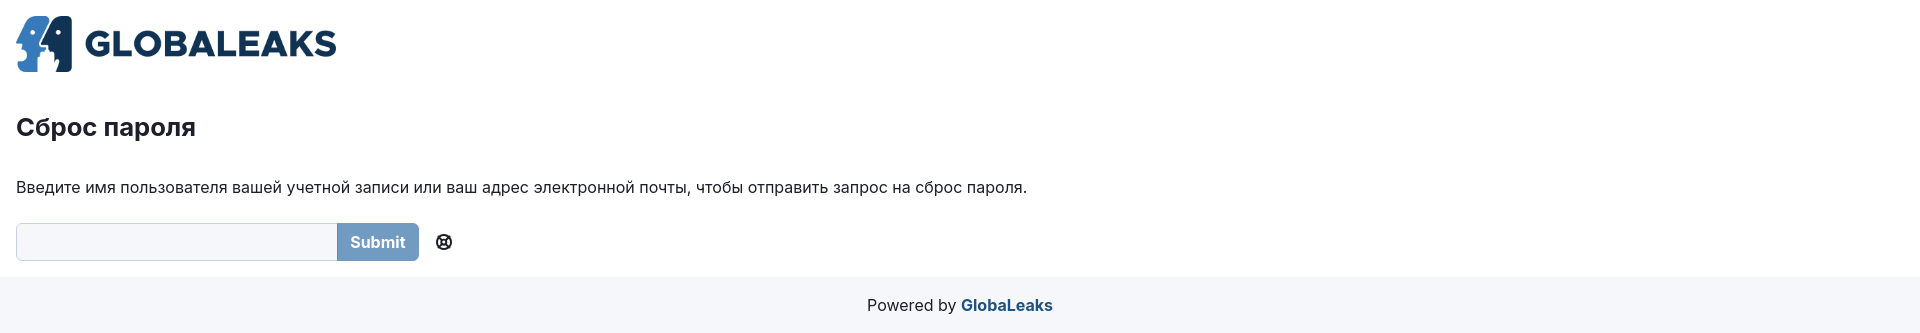 GLOBALEAKS
Сброс пароля
Введите имя пользователя вашей учетной записи или ваш адрес электронной почты, чтобы отправить запрос на сброс пароля.
Submit
Powered by GlobaLeaks